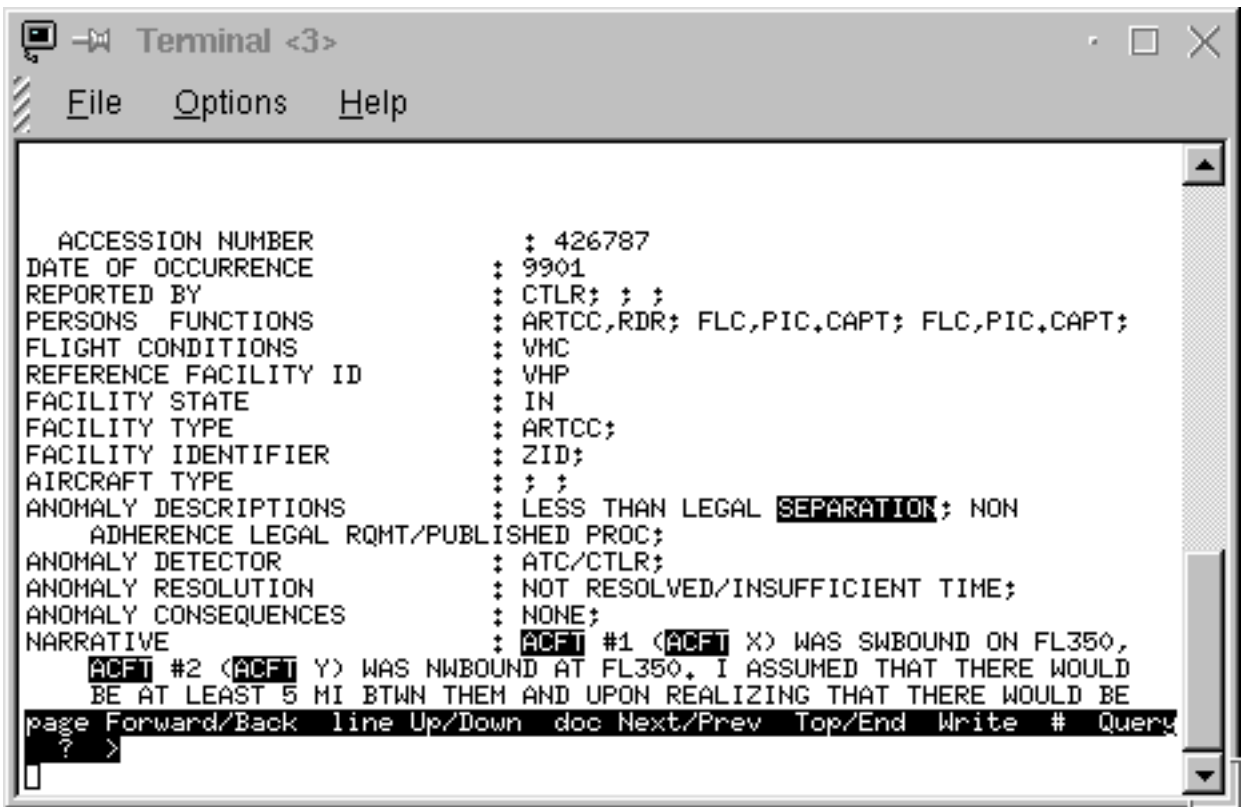 Terminal <3>
File Options Help
ACCESSION NUMBER : 426787
DATE OF OCCURRENCE : 9901
REPORTED BY : CTLR; ; ;
PERSONS FUNCTIONS : ARTCC,RDR; FLC,PIC.CAPT; FLC,PIC.CAPT;
FLIGHT CONDITIONS : VMC
REFERENCE FACILITY ID : VHP
FACILITY STATE : IN
FACILITY TYPE : ARTCC;
FACILITY IDENTIFIER : ZID;
AIRCRAFT TYPE : ; ;
ANOMALY DESCRIPTIONS : LESS THAN LEGAL SEPARATION; NON
ADHERENCE LEGAL RQMT/PUBLISHED PROC;
ANOMALY DETECTOR : ATC/CTLR;
ANOMALY RESOLUTION : NOT RESOLVED/INSUFFICIENT TIME;
ANOMALY CONSEQUENCES : NONE;
NARRATIVE : ACFT #1 (ACFT X) WAS SWBOUND ON FL350,
ACFT #2 (ACFT Y) WAS NWBOUND AT FL350. I ASSUMED THAT THERE WOULD
BE AT LEAST 5 MI BTWN THEM AND UPON REALIZING THAT THERE WOULD BE
page Forward/Back line Up/Down doc Next/Prev Top/End Write # Query
? >